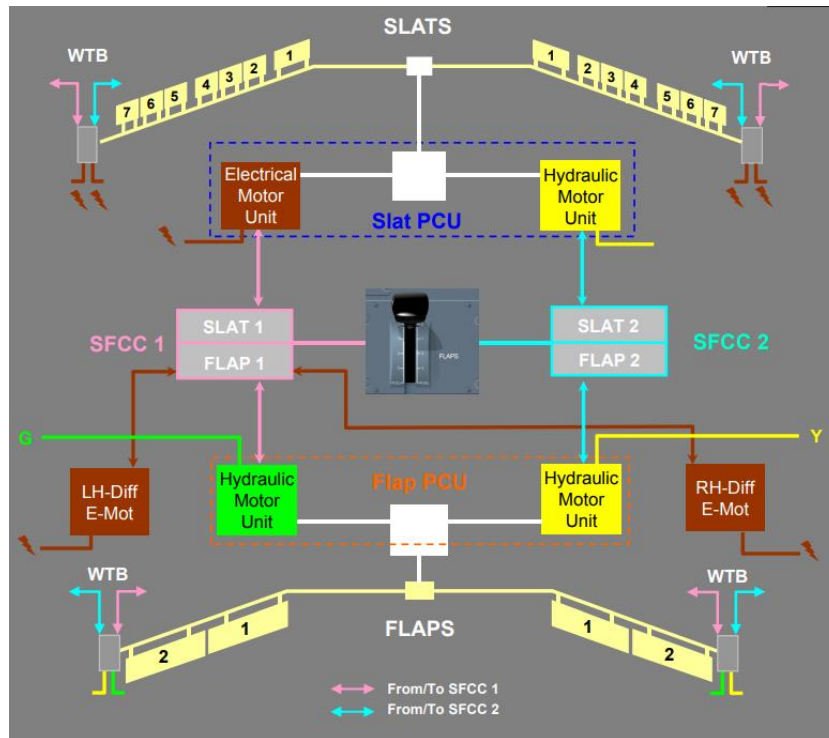 SLATS
WTB
WTB
1
2
3
4
5
6
7
1
2
3
4
5
6
7
Electrical
Motor
Unit
Hydraulic
Motor
Unit
Slat PCU
SFCC 1
SLAT 1
FLAP 1
FLAPS
SLAT 2
FLAP 2
SFCC 2
G
Y
LH-Diff
E-Mot
Hydraulic
Motor
Unit
Flap PCU
Hydraulic
Motor
Unit
RH-Diff
E-Mot
WTB
WTB
2
1
FLAPS
1
2
From/To SFCC 1
From/To SFCC 2